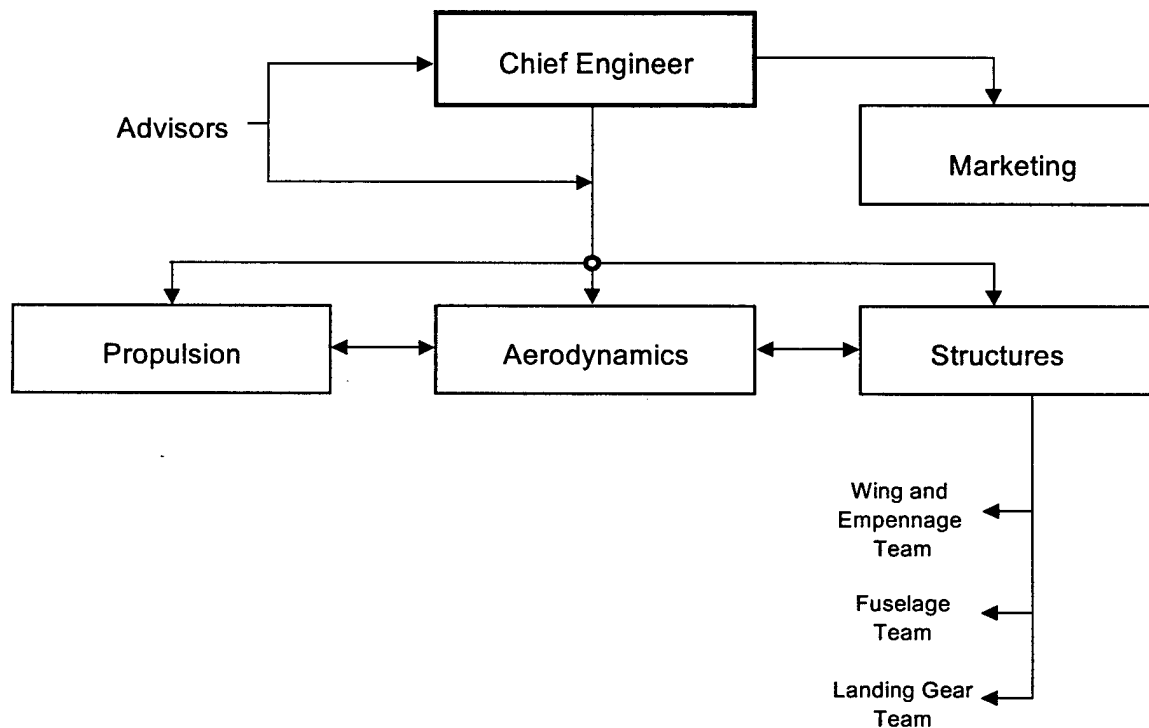 Chief Engineer
Advisors
Marketing
Propulsion
Aerodynamics
Structures
Wing and
Empennage
Team
Fuselage
Team
Landing Gear
Team